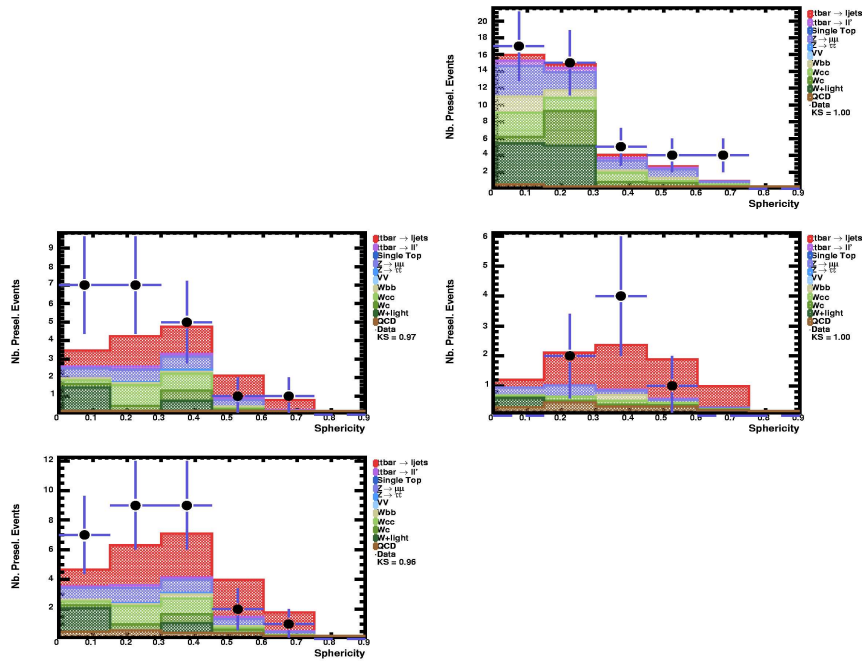 Nb. Presel. Events
20
18
16
14
12
10
8
6
4
2
0 0.1 0.2 0.3 0.4 0.5 0.6 0.7 0.8 0.9
Sphericity
ttbar → ljets
ttbar → ll'
Single Top
Z → μμ
Z → ττ
VV
Wbb
Wcc
Wc
W+light
QCD
Data
KS = 1.00
Nb. Presel. Events
9
8
7
6
5
4
3
2
1
0 0.1 0.2 0.3 0.4 0.5 0.6 0.7 0.8 0.9
Sphericity
ttbar → ljets
ttbar → ll'
Single Top
Z → μμ
Z → ττ
VV
Wbb
Wcc
Wc
W+light
QCD
Data
KS = 0.97
Nb. Presel. Events
6
5
4
3
2
1
0 0.1 0.2 0.3 0.4 0.5 0.6 0.7 0.8 0.9
Sphericity
ttbar → ljets
ttbar → ll'
Single Top
Z → μμ
Z → ττ
VV
Wbb
Wcc
Wc
W+light
QCD
Data
KS = 1.00
Nb. Presel. Events
12
10
8
6
4
2
0 0.1 0.2 0.3 0.4 0.5 0.6 0.7 0.8 0.9
Sphericity
ttbar → ljets
ttbar → ll'
Single Top
Z → μμ
Z → ττ
VV
Wbb
Wcc
Wc
W+light
QCD
Data
KS = 0.96